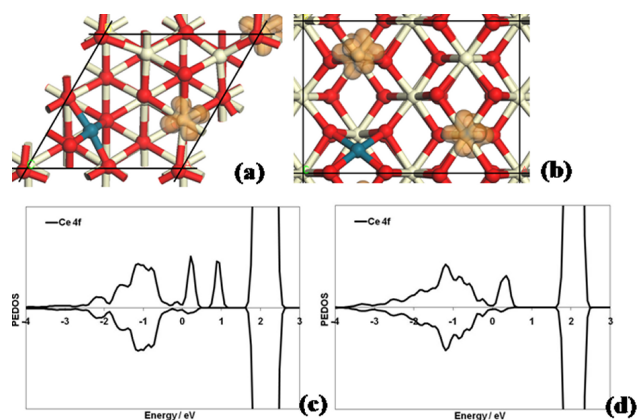 (a)
(b)
Ce 4f
PEDOS
-4 -3 -2 -1 0 1 2 3
Energy / eV
(c)
Ce 4f
PEDOS
-4 -3 -2 -1 0 1 2 3
Energy / eV
(d)